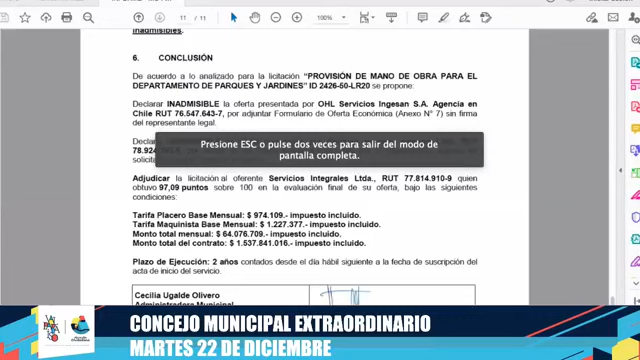 11 / 11
100%
inadmisibles.
6. CONCLUSIÓN
De acuerdo a lo analizado para la licitación "PROVISIÓN DE MANO DE OBRA PARA EL
DEPARTAMENTO DE PARQUES Y JARDINES" ID 2426-50-LR20 se propone:
Declarar INADMISIBLE la oferta presentada por OHL Servicios Ingesan S.A. Agencia en
Chile RUT 76.547.643-7, por adjuntar Formulario de Oferta Económica (Anexo N° 7) sin firma
del representante legal.
Presione ESC o pulse dos veces para salir del modo de
pantalla completa.
Adjudicar la licitación al oferente Servicios Integrales Ltda., RUT 77.814.910-9 quien
obtuvo 97,09 puntos sobre 100 en la evaluación final de su oferta, bajo las siguientes
condiciones:
Tarifa Placero Base Mensual: $ 974.109.- impuesto incluido.
Tarifa Maquinista Base Mensual: $ 1.227.377.- impuesto incluido.
Monto total mensual: $ 64.076.709.- impuesto incluido.
Monto total del contrato: $ 1.537.841.016.- impuesto incluido.
Plazo de Ejecución: 2 años contados desde el día hábil siguiente a la fecha de suscripción del
acta de inicio del servicio.
Cecilia Ugalde Olivero
Administradora Municipal
CONCEJO MUNICIPAL EXTRAORDINARIO
MARTES 22 DE DICIEMBRE